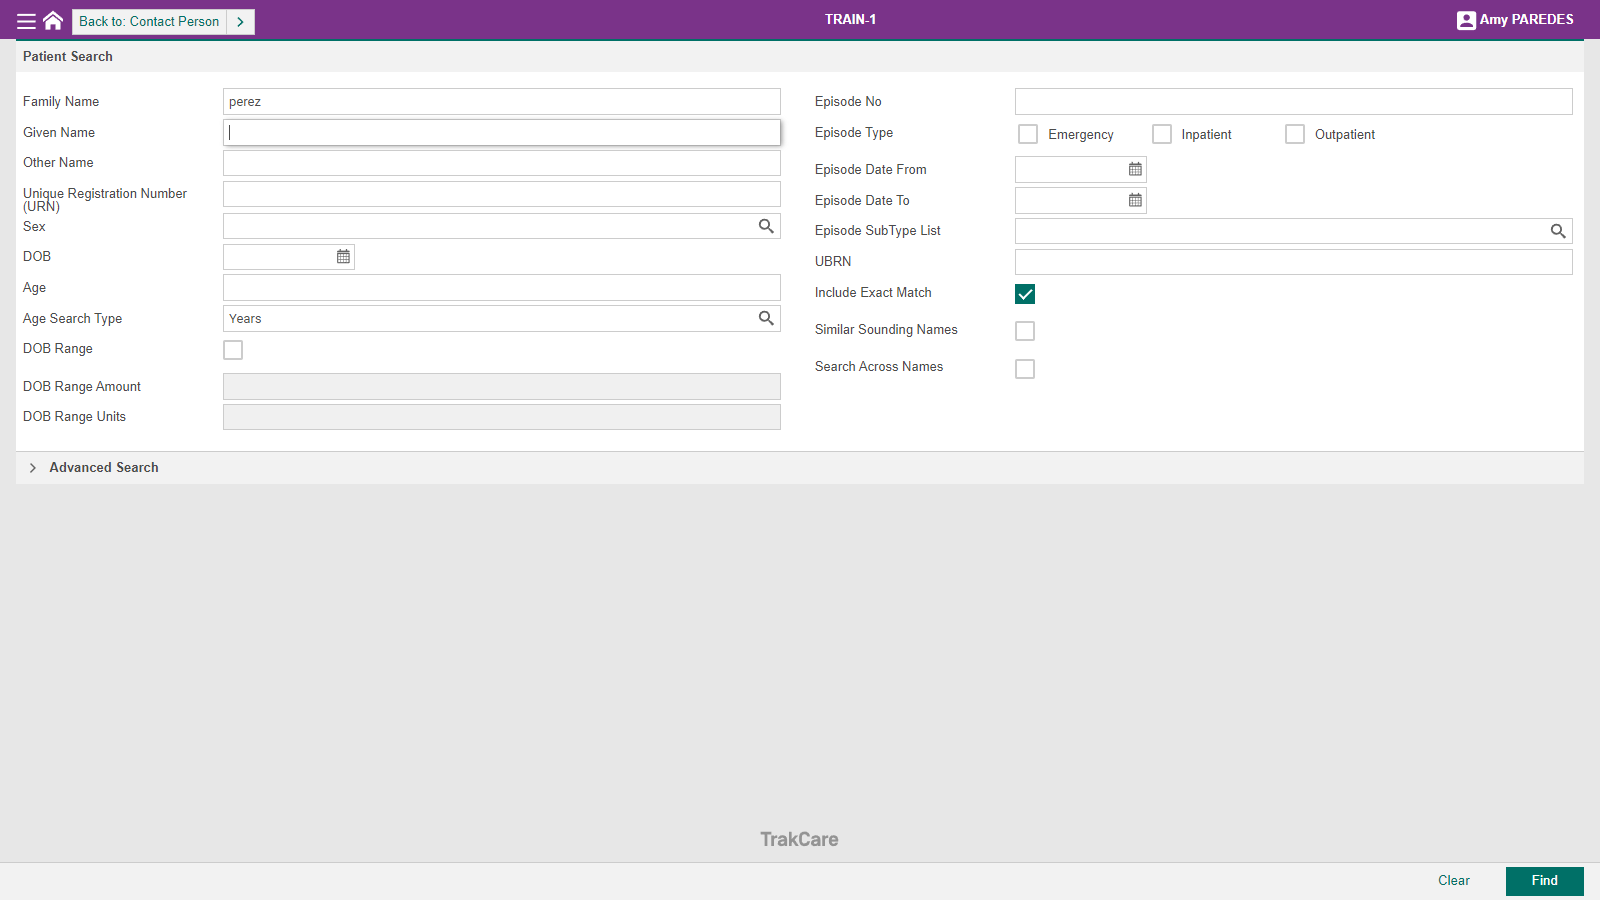 Back to: Contact Person
TRAIN-1
Amy PAREDES
Patient Search
Family Name
perez
Given Name
Other Name
Unique Registration Number
(URN)
Sex
DOB
Age
Age Search Type
Years
DOB Range
DOB Range Amount
DOB Range Units
Episode No
Episode Type
Emergency
Inpatient
Outpatient
Episode Date From
Episode Date To
Episode SubType List
UBRN
Include Exact Match
Similar Sounding Names
Search Across Names
Advanced Search
TrakCare
Clear
Find